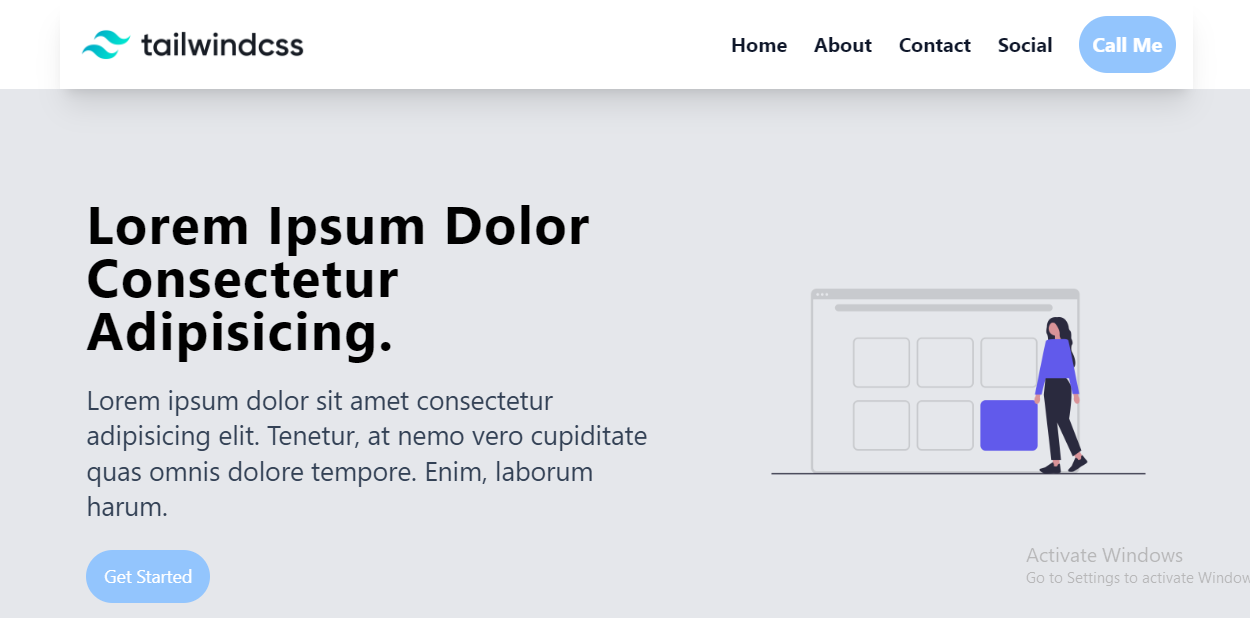 tailwindcss
Home About Contact Social Call Me
Lorem Ipsum Dolor
Consectetur
Adipisicing.
Lorem ipsum dolor sit amet consectetur
adipisicing elit. Tenetur, at nemo vero cupiditate
quas omnis dolore tempore. Enim, laborum
harum.
Get Started
Activate Windows
Go to Settings to activate Window